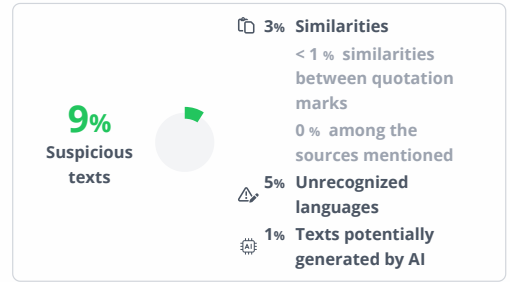 9%
Suspicious
texts
3% Similarities
< 1 % similarities
between quotation
marks
0 % among the
sources mentioned
5% Unrecognized
languages
AI
1% Texts potentially
generated by AI